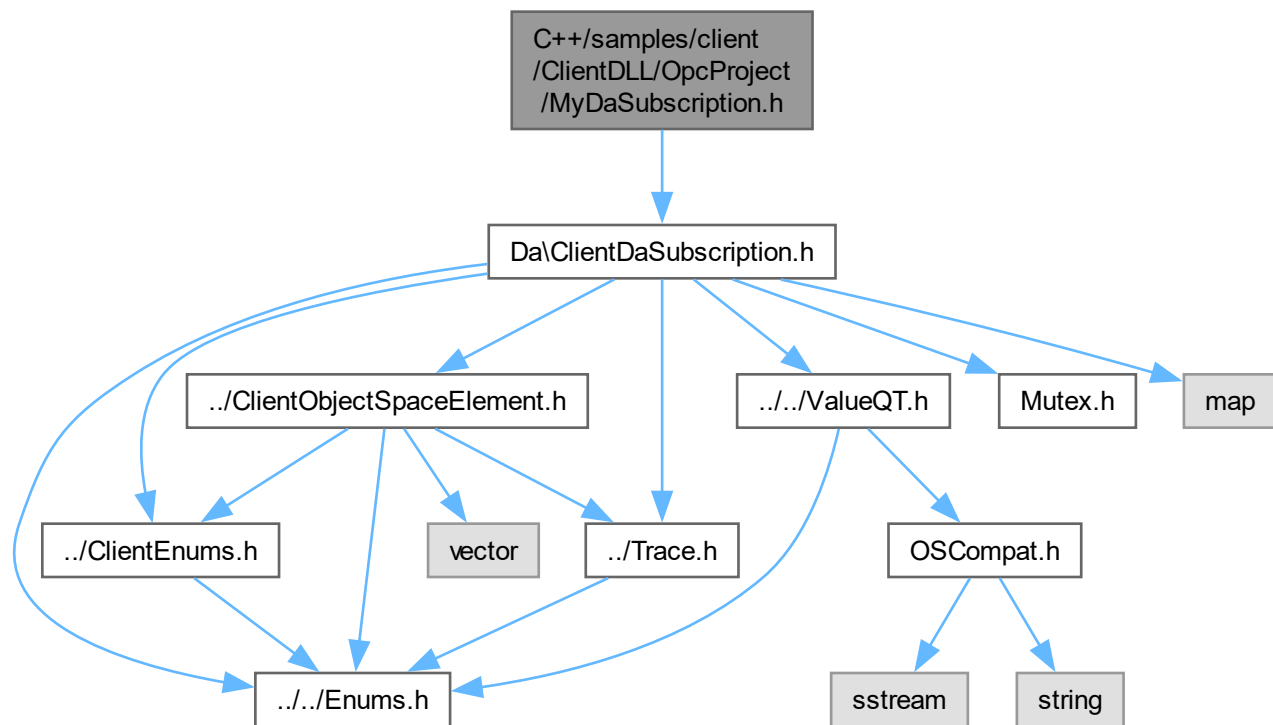 C++/samples/client
/ClientDLL/OpcProject
/MyDaSubscription.h
Da\ClientDaSubscription.h
../ClientObjectSpaceElement.h
../../ValueQT.h
Mutex.h
map
../ClientEnums.h
vector
../Trace.h
OSCompat.h
../../Enums.h
sstream
string